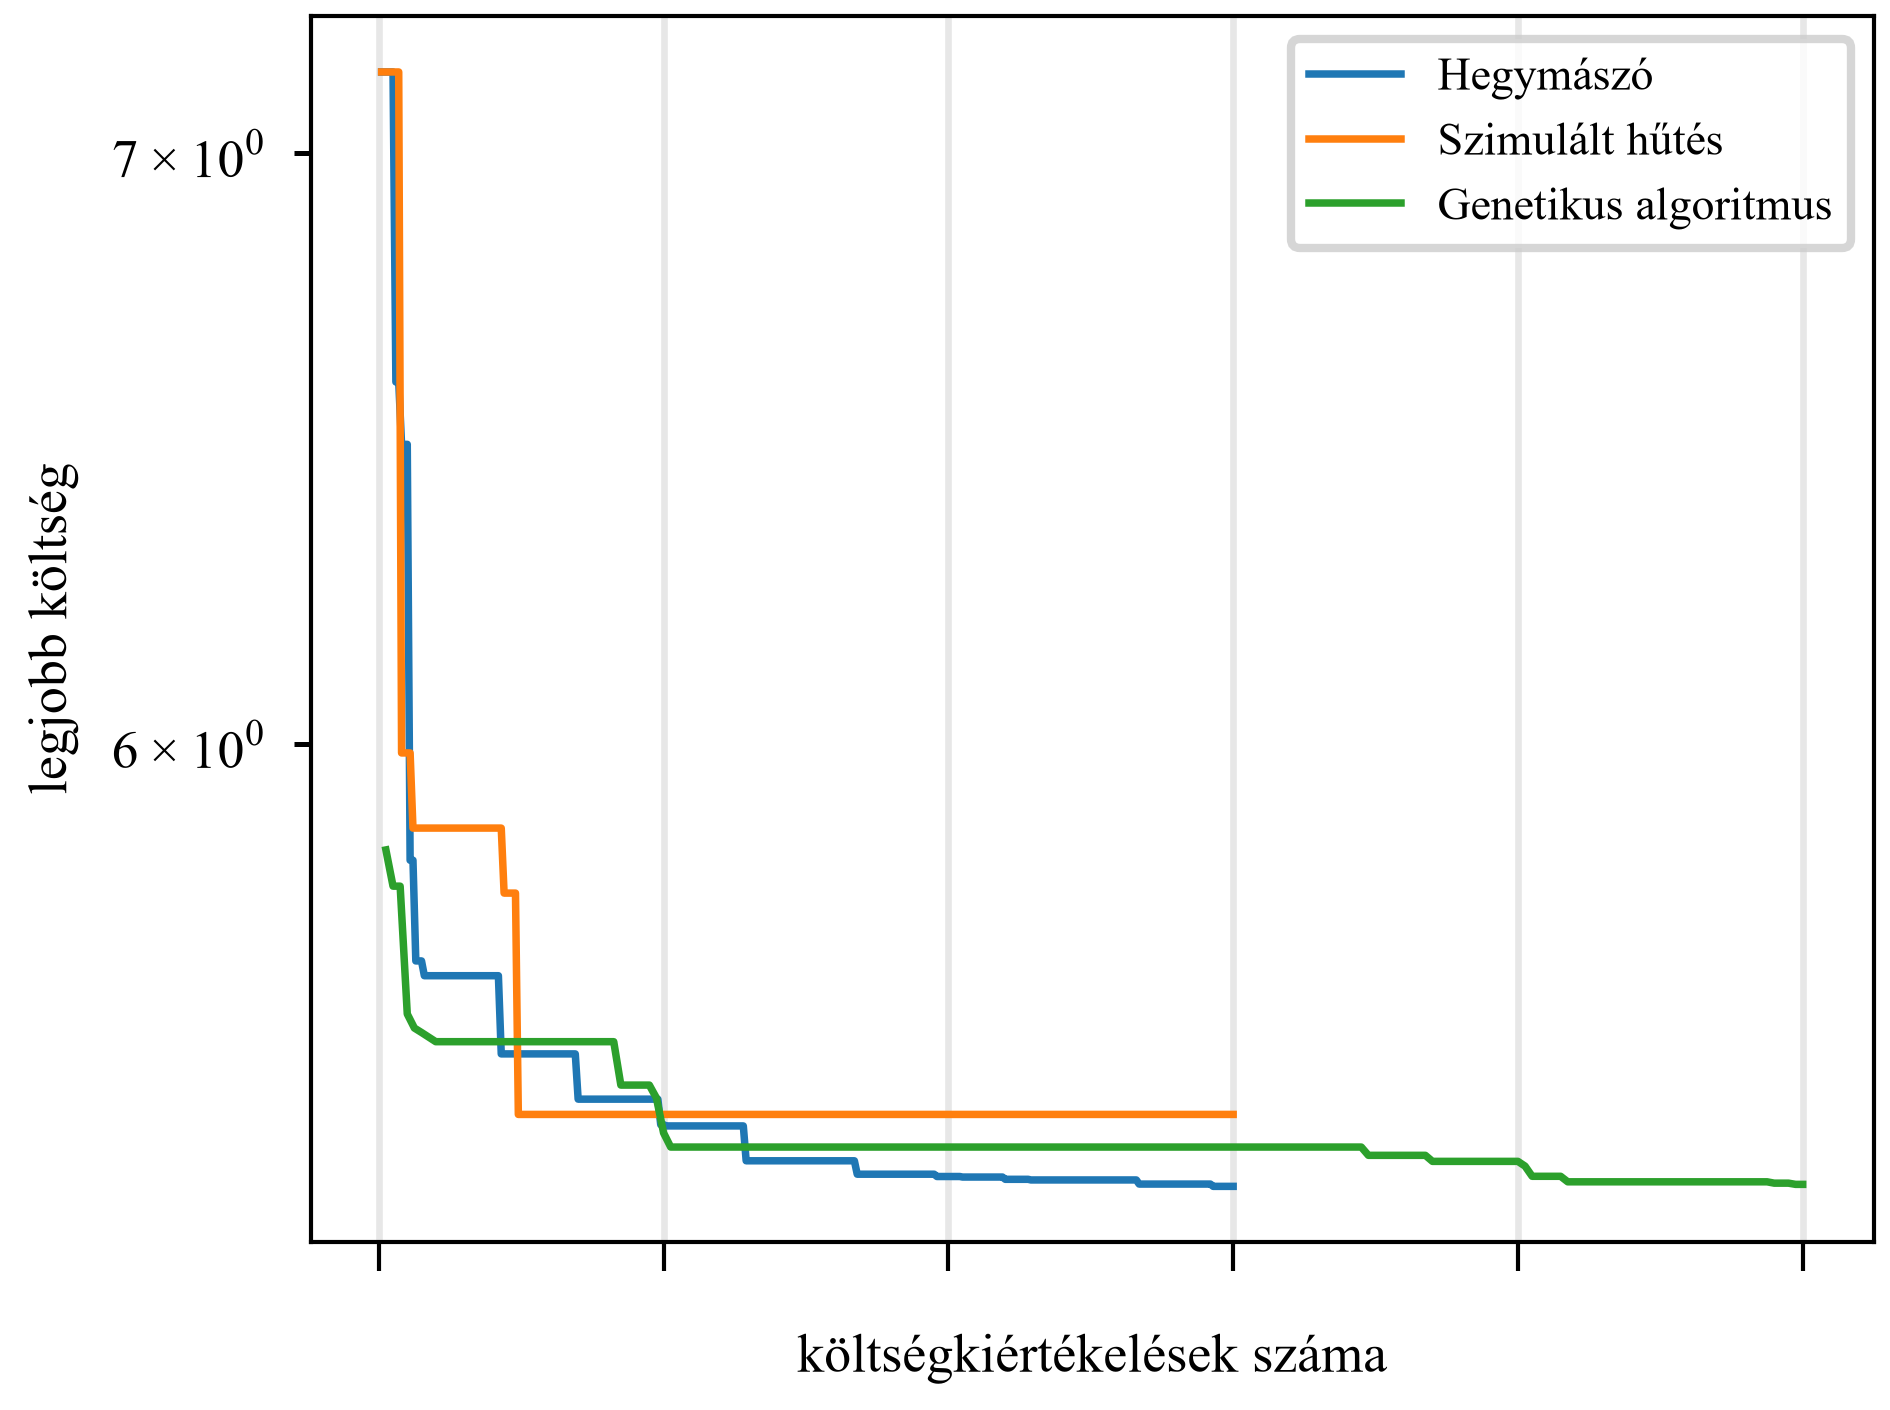 Hegymászó
Szimulált hűtés
Genetikus algoritmus
7 × 10⁰
6 × 10⁰
legjobb költség
költségkiértékelések száma